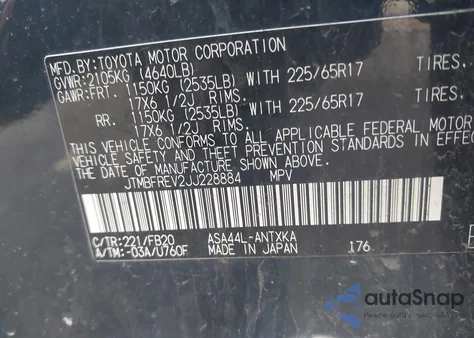 MFD.BY:TOYOTA MOTOR CORPORATION
GVWR:2105KG (4640LB)
GAWR:FRT. 1150KG (2535LB) WITH 225/65R17 TIRES,
17X6 1/2J RIMS.
RR. 1150KG (2535LB) WITH 225/65R17 TIRES,
17X6 1/2J RIMS.
THIS VEHICLE CONFORMS TO ALL APPLICABLE FEDERAL MOTOR
VEHICLE SAFETY AND THEFT PREVENTION STANDARDS IN EFFECT
THE DATE OF MANUFACTURE SHOWN ABOVE.
JTMBFREV2JJ228884 MPV
C/TR:221/FB20 ASA44L-ANTXKA
A/TM:-03A/U760F MADE IN JAPAN 176
autoSnap